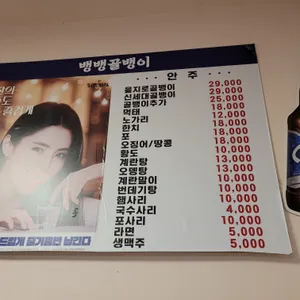 뱅뱅골뱅이
··· 안 주 ···
을지로골뱅이 29,000
신세대골뱅이 29,000
골뱅이추가 25,000
먹태 18,000
노가리 12,000
한치 18,000
포 18,000
오징어/땅콩 18,000
황도 10,000
계란탕 13,000
오뎅탕 13,000
계란말이 10,000
번데기탕 10,000
햄사리 10,000
국수사리 4,000
포사리 10,000
라면 5,000
생맥주 5,000